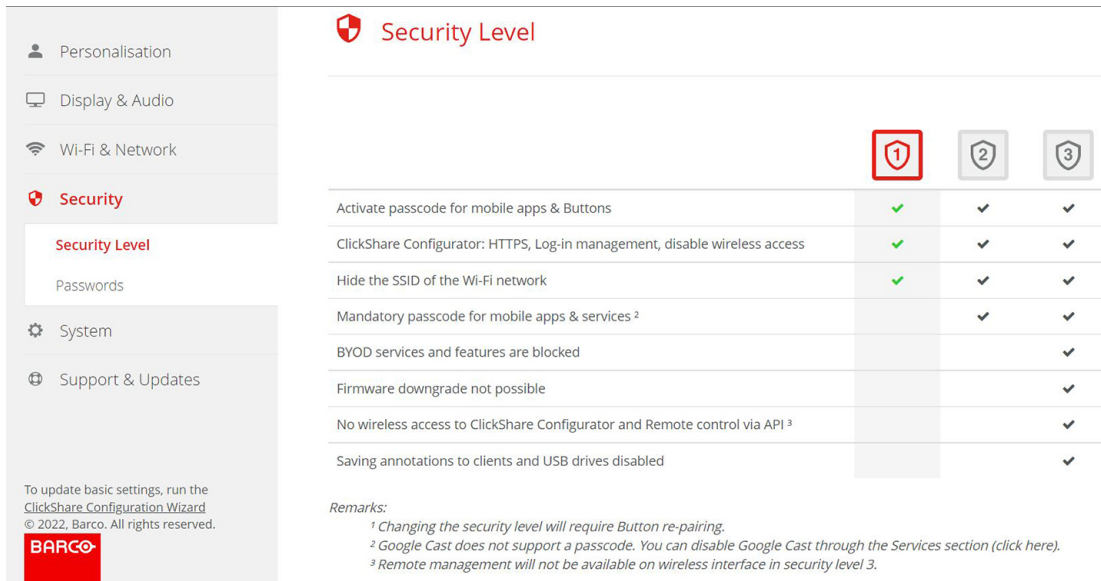 Personalisation
Display & Audio
Wi-Fi & Network
Security
Security Level
Passwords
System
Support & Updates
To update basic settings, run the
ClickShare Configuration Wizard
© 2022, Barco. All rights reserved.
BARCO
Security Level
1 2 3
Activate passcode for mobile apps & Buttons
ClickShare Configurator: HTTPS, Log-in management, disable wireless access
Hide the SSID of the Wi-Fi network
Mandatory passcode for mobile apps & services ²
BYOD services and features are blocked
Firmware downgrade not possible
No wireless access to ClickShare Configurator and Remote control via API ³
Saving annotations to clients and USB drives disabled
Remarks:
¹ Changing the security level will require Button re-pairing.
² Google Cast does not support a passcode. You can disable Google Cast through the Services section (click here).
³ Remote management will not be available on wireless interface in security level 3.